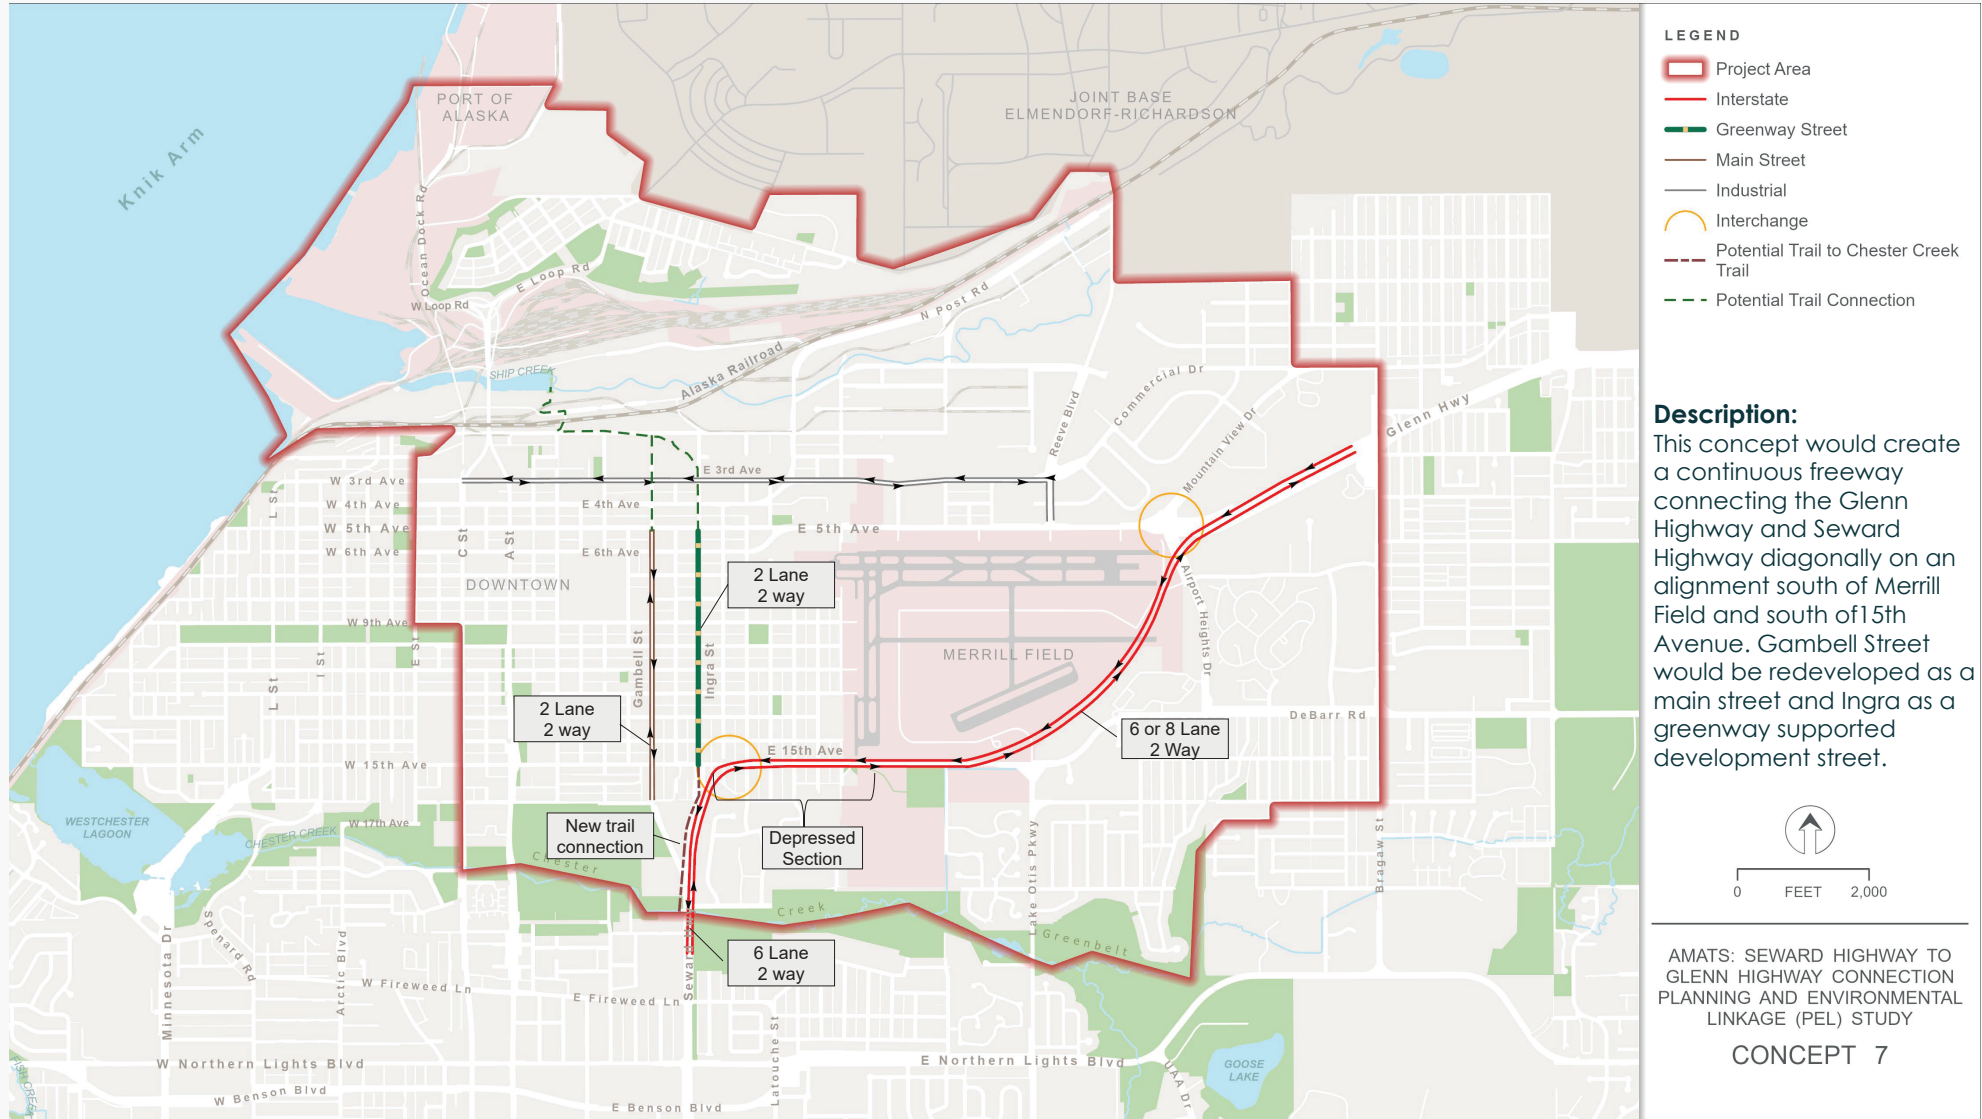 PORT OF
ALASKA
JOINT BASE
ELMENDORF-RICHARDSON
Knik Arm
Ocean Dock Rd
E Loop Rd
W Loop Rd
N Post Rd
SHIP CREEK
Alaska Railroad
Commercial Dr
Reeve Blvd
Mountain View Dr
Glenn Hwy
E 3rd Ave
W 3rd Ave
L St
W 4th Ave
E 4th Ave
W 5th Ave
E 5th Ave
C St
A St
W 6th Ave
E 6th Ave
DOWNTOWN
2 Lane
2 way
Airport Heights Dr
W 9th Ave
E St
I St
L St
Gambell St
Ingra St
MERRILL FIELD
2 Lane
2 way
DeBarr Rd
6 or 8 Lane
2 Way
E 15th Ave
W 15th Ave
WESTCHESTER
LAGOON
CHESTER CREEK
W 17th Ave
New trail
connection
Depressed
Section
Chester
Creek
Greenbelt
Lake Otis Pkwy
Bragaw St
6 Lane
2 way
Minnesota Dr
Spenard Rd
Arctic Blvd
W Fireweed Ln
E Fireweed Ln
Sewar
Latouche St
W Northern Lights Blvd
E Northern Lights Blvd
W Benson Blvd
E Benson Blvd
UAA Dr
GOOSE
LAKE
FISH CREEK
LEGEND
Project Area
Interstate
Greenway Street
Main Street
Industrial
Interchange
Potential Trail to Chester Creek
Trail
Potential Trail Connection
Description:
This concept would create
a continuous freeway
connecting the Glenn
Highway and Seward
Highway diagonally on an
alignment south of Merrill
Field and south of15th
Avenue. Gambell Street
would be redeveloped as a
main street and Ingra as a
greenway supported
development street.
0 FEET 2,000
AMATS: SEWARD HIGHWAY TO
GLENN HIGHWAY CONNECTION
PLANNING AND ENVIRONMENTAL
LINKAGE (PEL) STUDY
CONCEPT 7